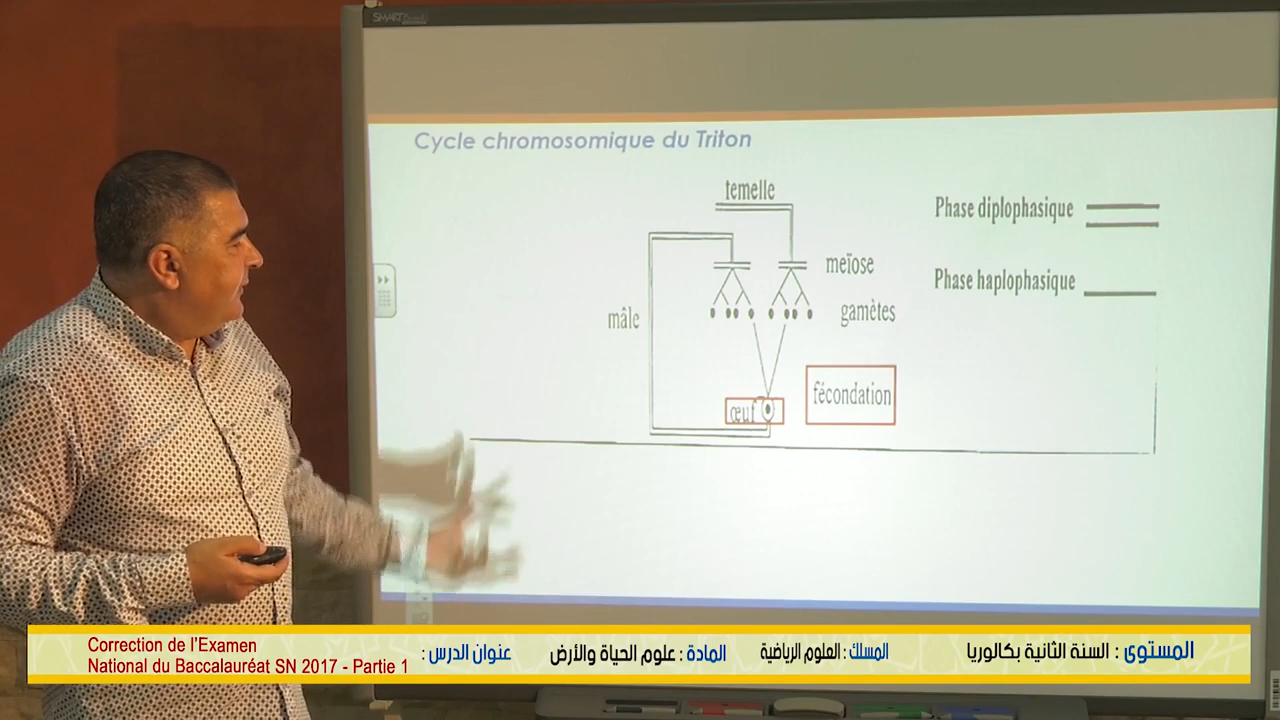 SMART
Cycle chromosomique du Triton
temelle
Phase diplophasique
meïose
Phase haplophasique
gamètes
mâle
fécondation
œuf
المستوى : السنة الثانية بكالوريا
المسلك : العلوم الرياضية
المادة : علوم الحياة والأرض
عنوان الدرس :
Correction de l'Examen
National du Baccalauréat SN 2017 - Partie 1